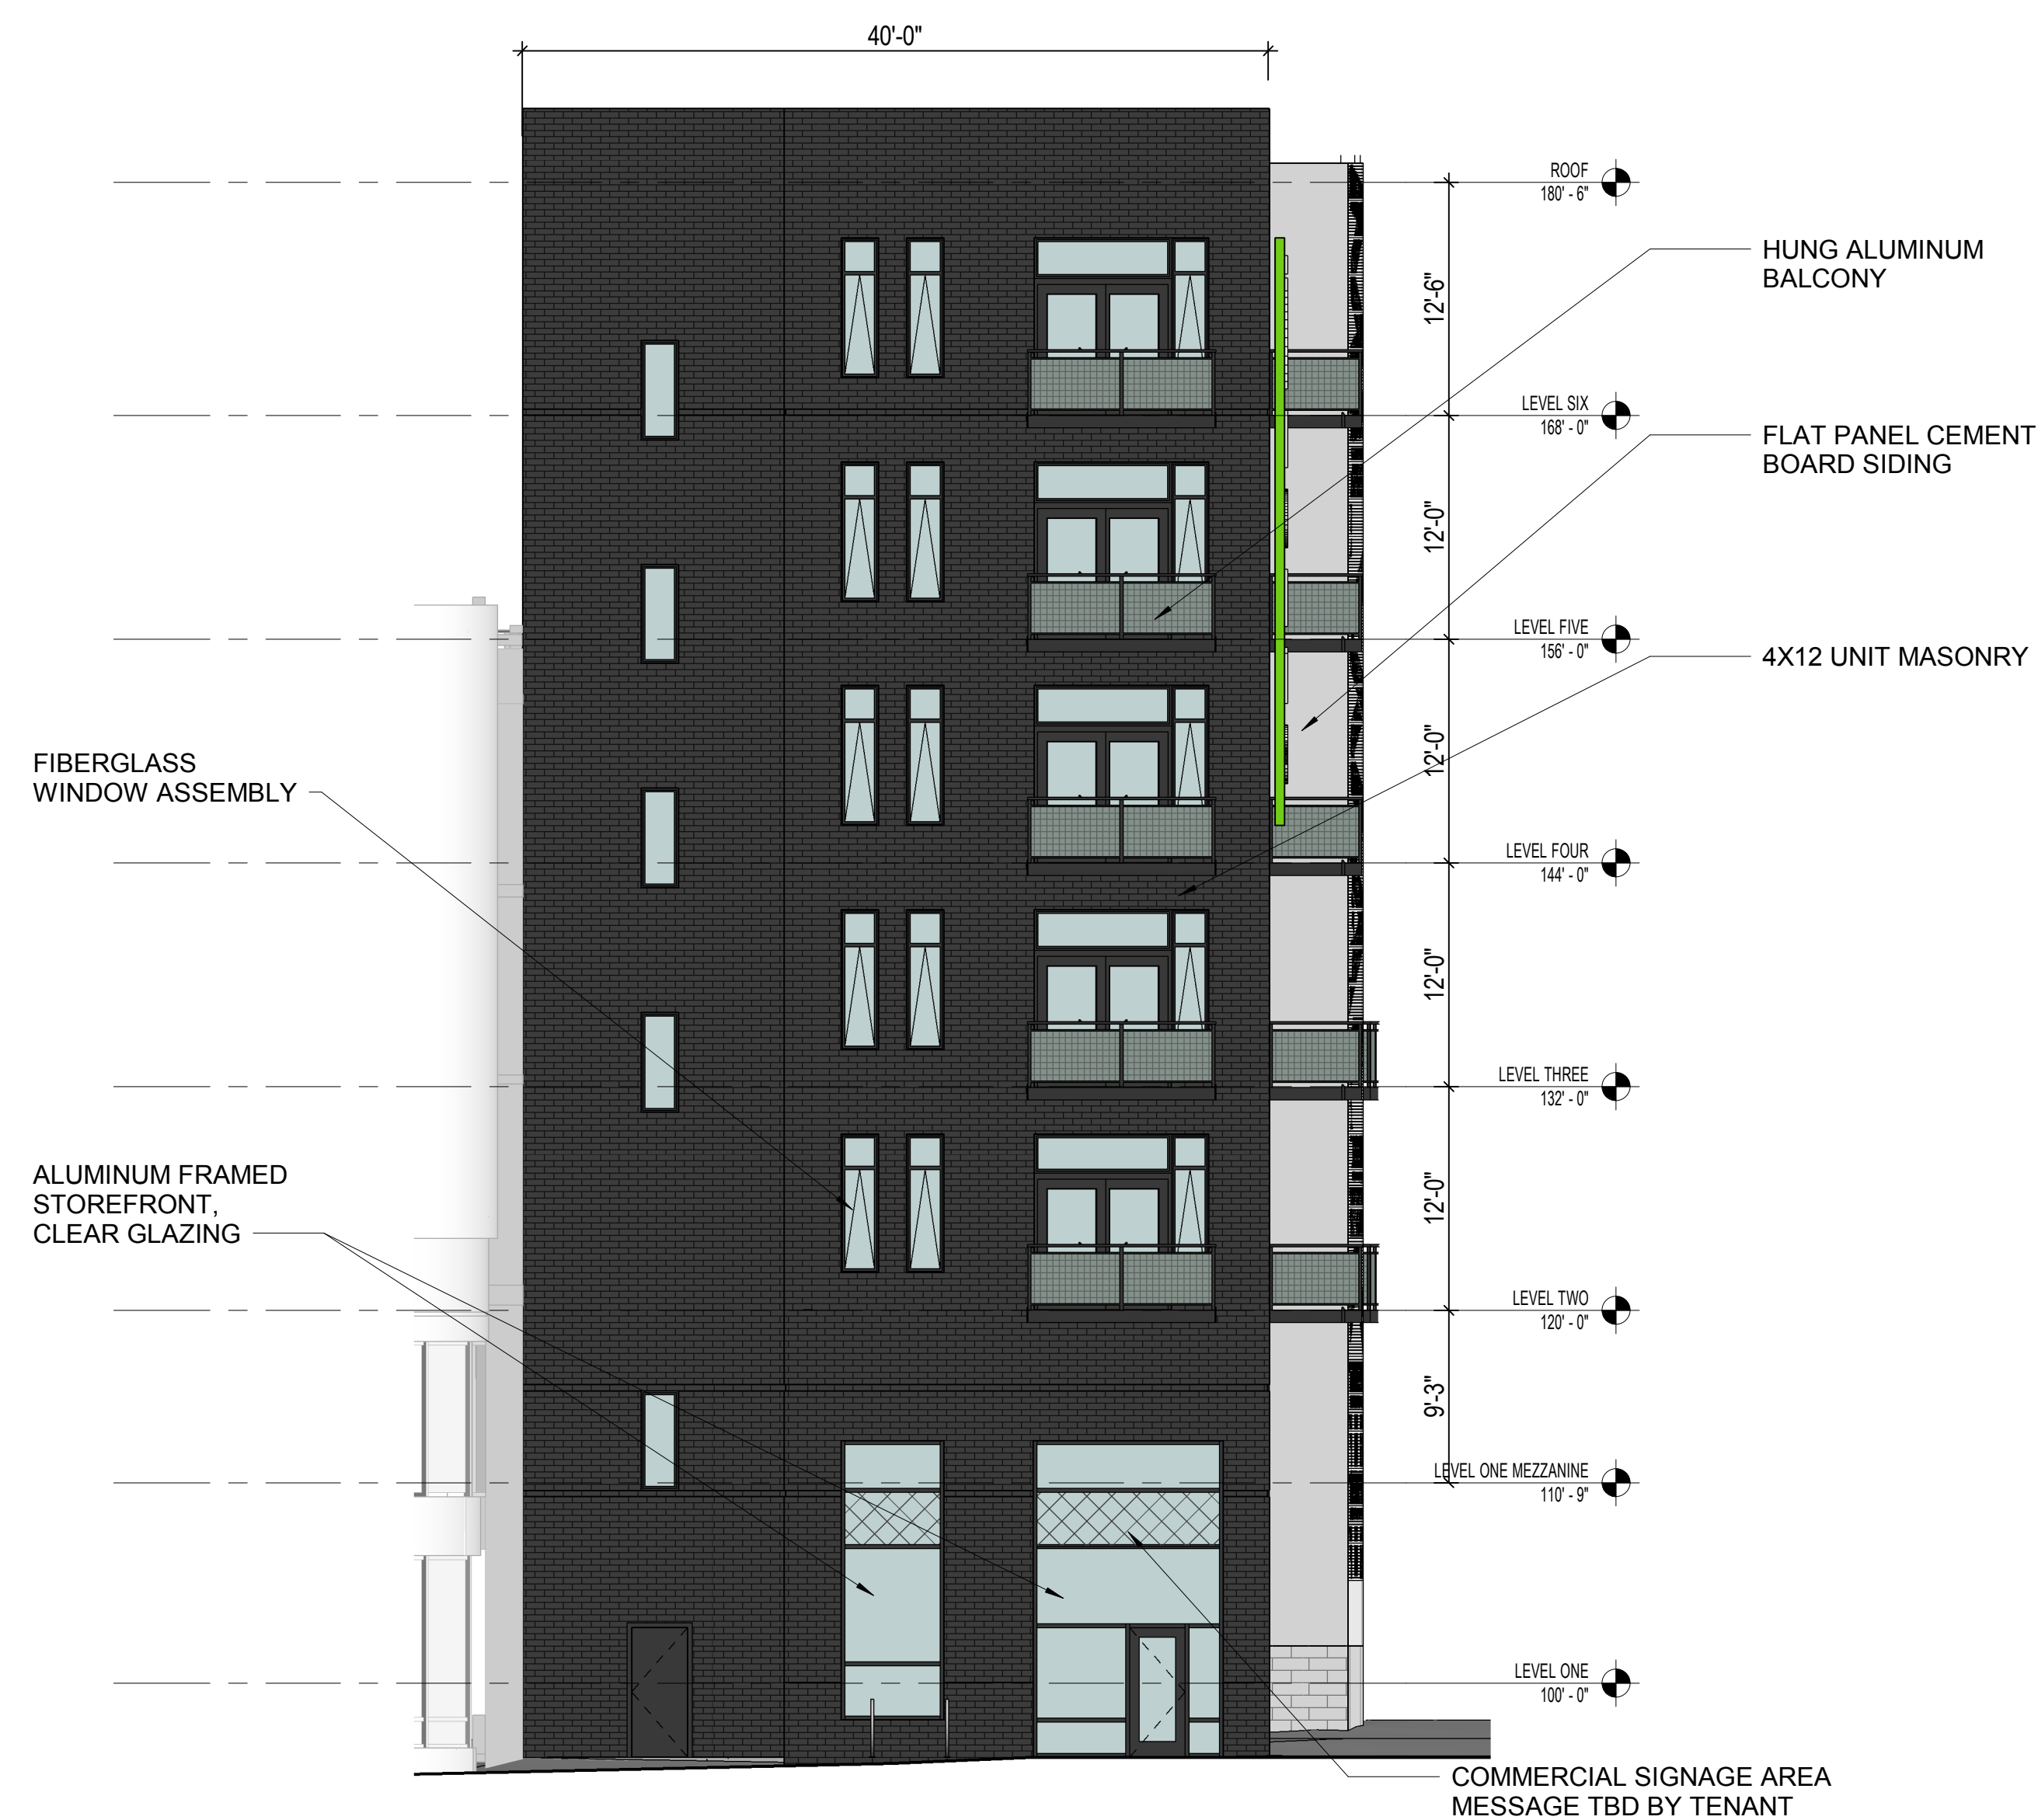 40'-0"
ROOF
180' - 6"
HUNG ALUMINUM
BALCONY
12'-6"
LEVEL SIX
168' - 0"
FLAT PANEL CEMENT
BOARD SIDING
12'-0"
LEVEL FIVE
156' - 0"
4X12 UNIT MASONRY
12'-0"
FIBERGLASS
WINDOW ASSEMBLY
LEVEL FOUR
144' - 0"
12'-0"
LEVEL THREE
132' - 0"
ALUMINUM FRAMED
STOREFRONT,
CLEAR GLAZING
12'-0"
LEVEL TWO
120' - 0"
9'-3"
LEVEL ONE MEZZANINE
110' - 9"
LEVEL ONE
100' - 0"
COMMERCIAL SIGNAGE AREA
MESSAGE TBD BY TENANT